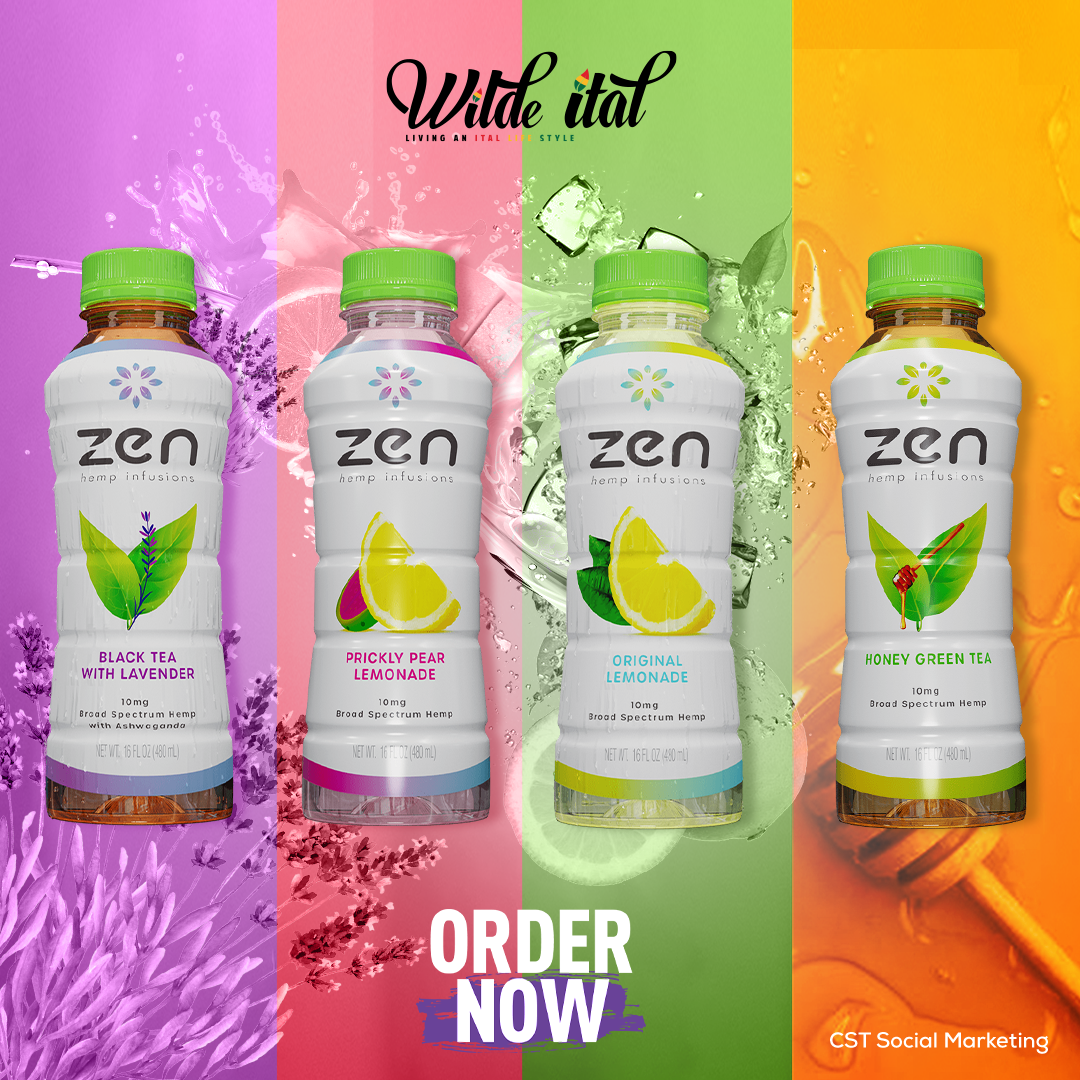 Wilde ital
LIVING AN ITAL LIFE STYLE
zen
hemp infusions
BLACK TEA
WITH LAVENDER
10mg
Broad Spectrum Hemp
with Ashwaganda
NET WT. 16 FL OZ (480 mL)
zen
hemp infusions
PRICKLY PEAR
LEMONADE
10mg
Broad Spectrum Hemp
NET WT. 16 FL OZ (480 mL)
zen
hemp infusions
ORIGINAL
LEMONADE
10mg
Broad Spectrum Hemp
NET WT. 16 FL OZ (480 mL)
zen
hemp infusions
HONEY GREEN TEA
10mg
Broad Spectrum Hemp
NET WT. 16 FL OZ (480 mL)
ORDER
NOW
CST Social Marketing